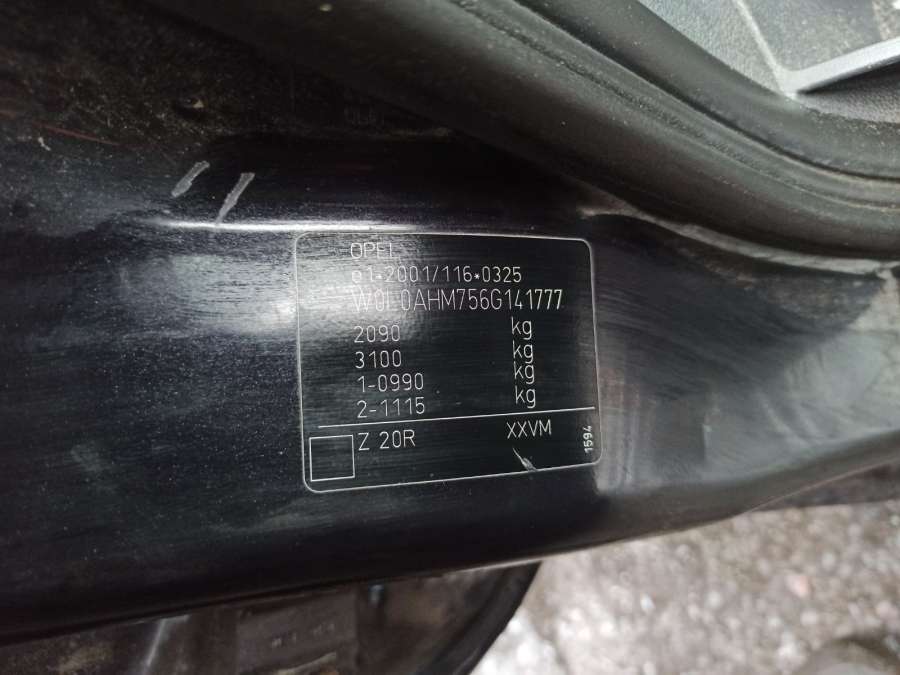 OPEL
e1*2001/116*0325
W0L0AHM756G141777
2090 kg
3100 kg
1-0990 kg
2-1115 kg
Z 20R XXVM
1594